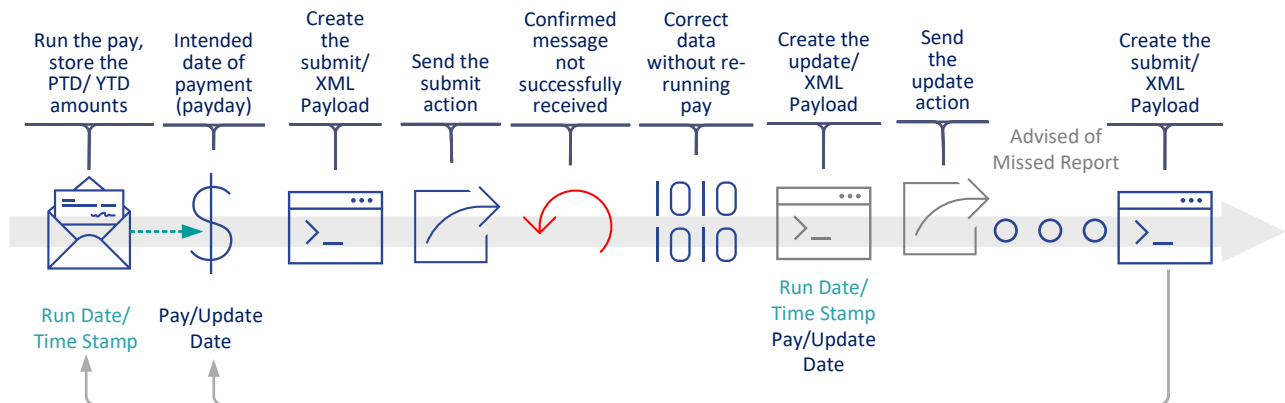 Run the pay,
store the
PTD/ YTD
amounts
Intended
date of
payment
(payday)
Create
the
submit/
XML
Payload
Send the
submit
action
Confirmed
message
not
successfully
received
Correct
data
without re-
running
pay
Create the
update/
XML
Payload
Send
the
update
action
Advised of
Missed Report
Create the
submit/
XML
Payload
Run Date/
Time Stamp
Pay/Update
Date
Run Date/
Time Stamp
Pay/Update
Date